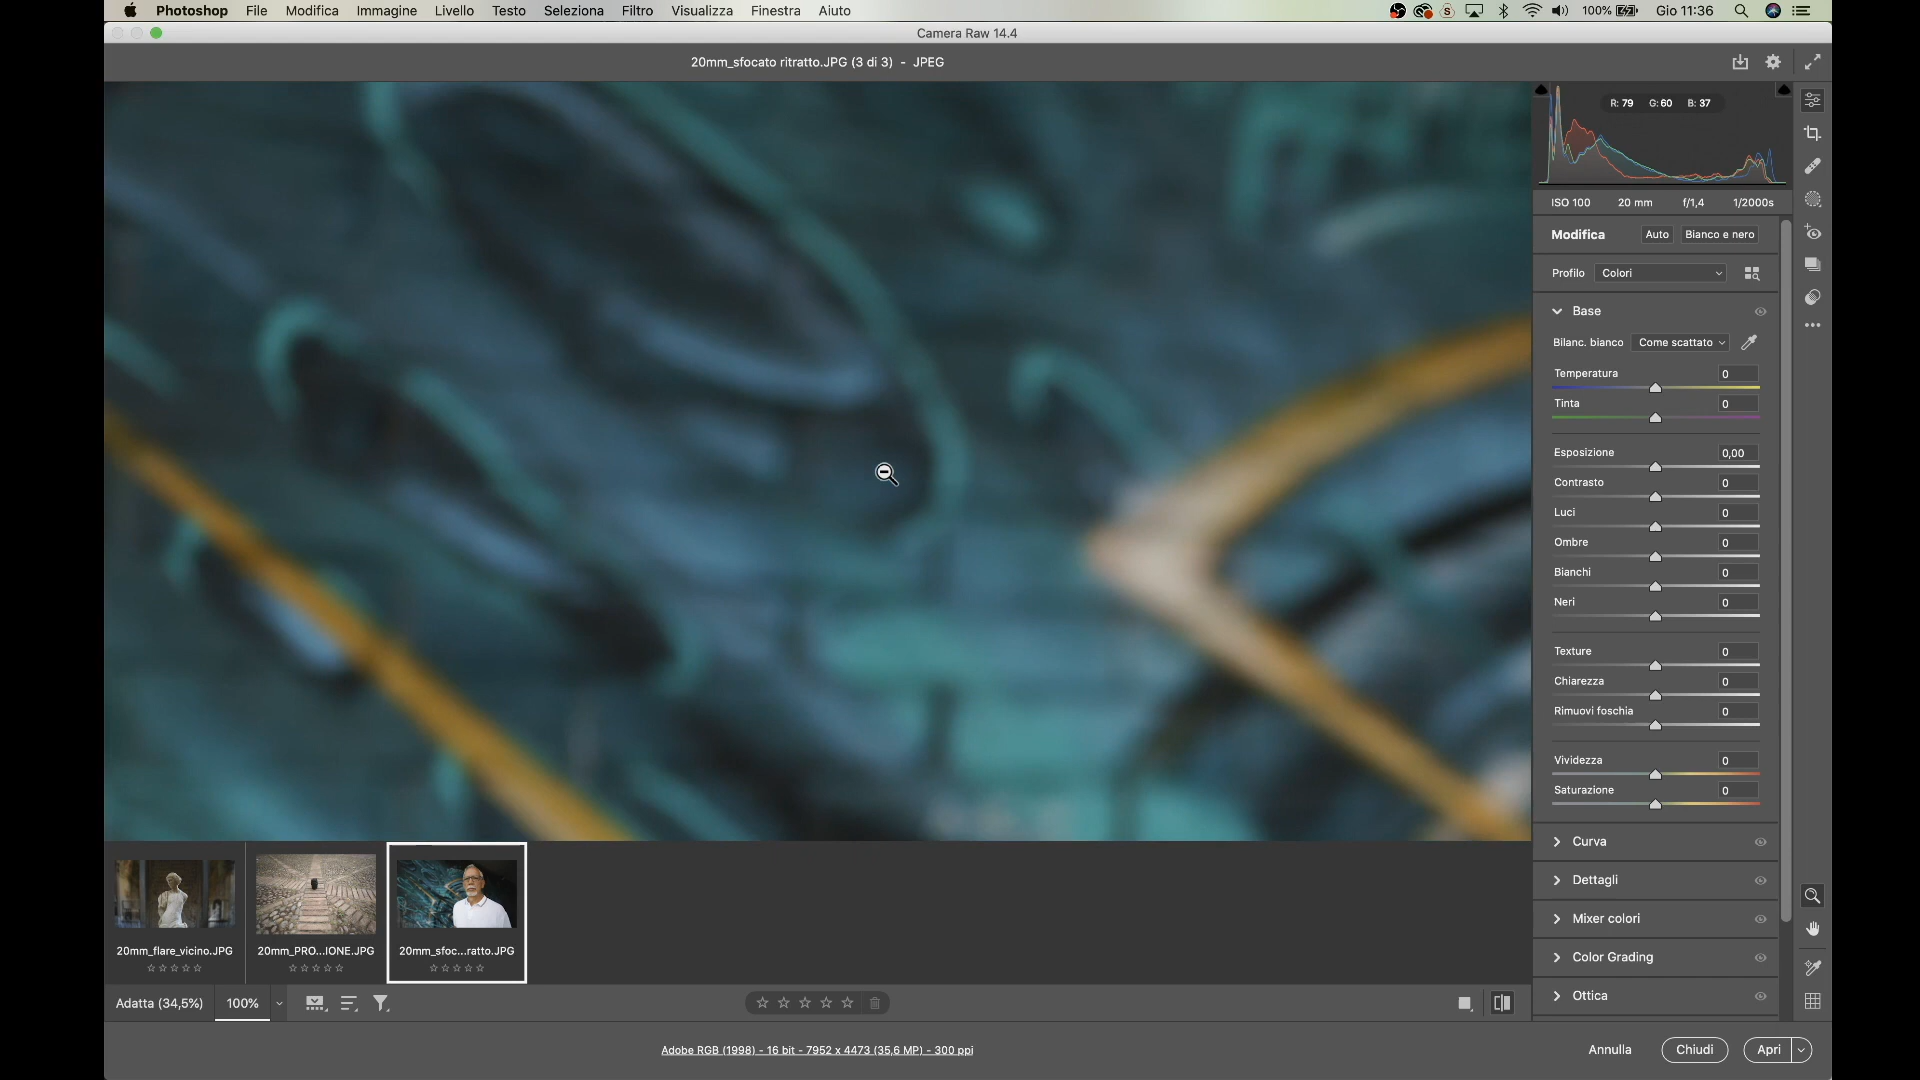 Photoshop File Modifica Immagine Livello Testo Seleziona Filtro Visualizza Finestra Aiuto 100% Gio 11:36
Camera Raw 14.4
20mm_sfocato ritratto.JPG (3 di 3) - JPEG
R: 79 G: 60 B: 37
ISO 100 20 mm f/1,4 1/2000s
Modifica Auto Bianco e nero
Profilo Colori
Base
Bilanc. bianco Come scattato
Temperatura 0
Tinta 0
Esposizione 0,00
Contrasto 0
Luci 0
Ombre 0
Bianchi 0
Neri 0
Texture 0
Chiarezza 0
Rimuovi foschia 0
Vividezza 0
Saturazione 0
Curva
Dettagli
Mixer colori
Color Grading
Ottica
20mm_flare_vicino.JPG 20mm_PRO...IONE.JPG 20mm_sfoc...ratto.JPG
Adatta (34,5%) 100%
Adobe RGB (1998) - 16 bit - 7952 x 4473 (35,6 MP) - 300 ppi
Annulla Chiudi Apri